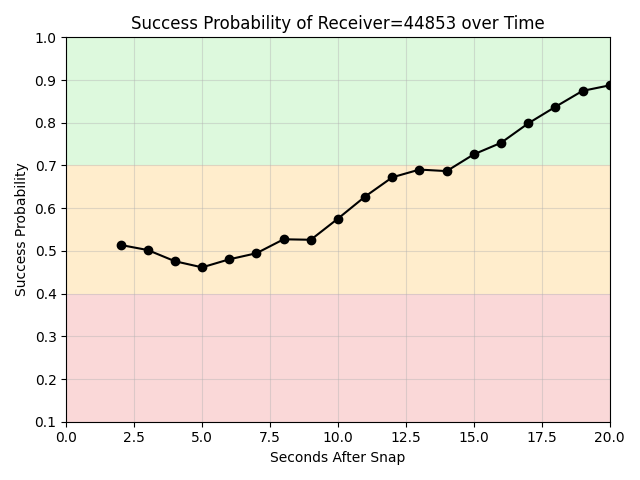 Success Probability of Receiver=44853 over Time
1.0
0.9
0.8
0.7
0.6
0.5
0.4
0.3
0.2
0.1
Success Probability
0.0 2.5 5.0 7.5 10.0 12.5 15.0 17.5 20.0
Seconds After Snap